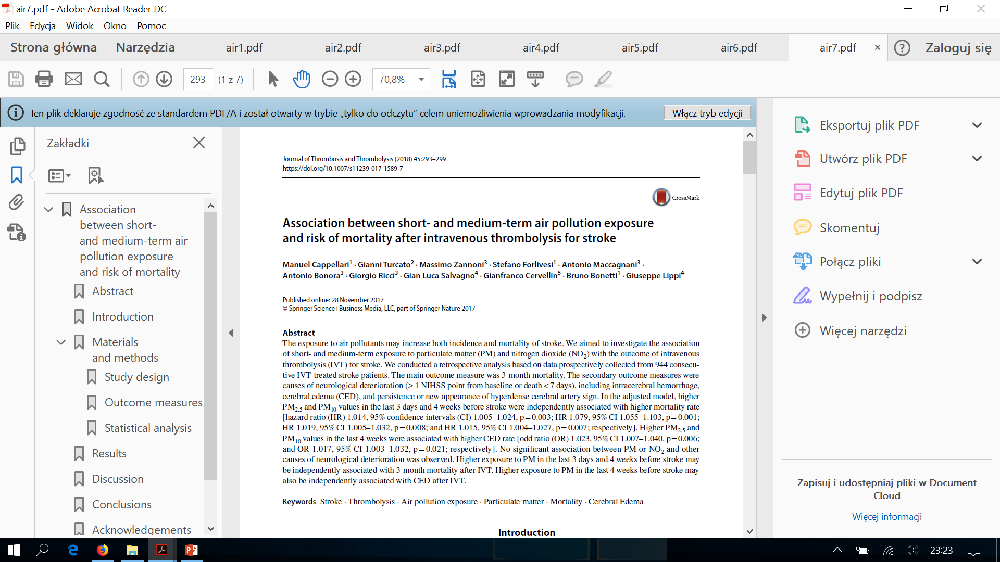 air7.pdf - Adobe Acrobat Reader DC
Plik Edycja Widok Okno Pomoc
Strona główna Narzędzia air1.pdf air2.pdf air3.pdf air4.pdf air5.pdf air6.pdf air7.pdf × ? Zaloguj się
293 (1 z 7) 70,8%
Ten plik deklaruje zgodność ze standardem PDF/A i został otwarty w trybie „tylko do odczytu” celem uniemożliwienia wprowadzania modyfikacji. Włącz tryb edycji
Zakładki
Association
between short-
and medium-term air
pollution exposure
and risk of mortality
Abstract
Introduction
Materials
and methods
Study design
Outcome measures
Statistical analysis
Results
Discussion
Conclusions
Acknowledgements
Journal of Thrombosis and Thrombolysis (2018) 45:293–299
https://doi.org/10.1007/s11239-017-1589-7
CrossMark
Association between short- and medium-term air pollution exposure
and risk of mortality after intravenous thrombolysis for stroke
Manuel Cappellari¹ · Gianni Turcato² · Massimo Zannoni³ · Stefano Forlivesi¹ · Antonio Maccagnani³ ·
Antonio Bonora³ · Giorgio Ricci³ · Gian Luca Salvagno⁴ · Gianfranco Cervellin⁵ · Bruno Bonetti¹ · Giuseppe Lippi⁴
Published online: 28 November 2017
© Springer Science+Business Media, LLC, part of Springer Nature 2017
Abstract
The exposure to air pollutants may increase both incidence and mortality of stroke. We aimed to investigate the association
of short- and medium-term exposure to particulate matter (PM) and nitrogen dioxide (NO₂) with the outcome of intravenous
thrombolysis (IVT) for stroke. We conducted a retrospective analysis based on data prospectively collected from 944 consecu-
tive IVT-treated stroke patients. The main outcome measure was 3-month mortality. The secondary outcome measures were
causes of neurological deterioration (≥ 1 NIHSS point from baseline or death < 7 days), including intracerebral hemorrhage,
cerebral edema (CED), and persistence or new appearance of hyperdense cerebral artery sign. In the adjusted model, higher
PM₂.₅ and PM₁₀ values in the last 3 days and 4 weeks before stroke were independently associated with higher mortality rate
[hazard ratio (HR) 1.014, 95% confidence intervals (CI) 1.005–1.024, p = 0.003; HR 1.079, 95% CI 1.055–1.103, p = 0.001;
HR 1.019, 95% CI 1.005–1.032, p = 0.008; and HR 1.015, 95% CI 1.004–1.027, p = 0.007; respectively]. Higher PM₂.₅ and
PM₁₀ values in the last 4 weeks were associated with higher CED rate [odd ratio (OR) 1.023, 95% CI 1.007–1.040, p = 0.006;
and OR 1.017, 95% CI 1.003–1.032, p = 0.021; respectively]. No significant association between PM or NO₂ and other
causes of neurological deterioration was observed. Higher exposure to PM in the last 3 days and 4 weeks before stroke may
be independently associated with 3-month mortality after IVT. Higher exposure to PM in the last 4 weeks before stroke may
also be independently associated with CED after IVT.
Keywords Stroke · Thrombolysis · Air pollution exposure · Particulate matter · Mortality · Cerebral Edema
Introduction
Eksportuj plik PDF
Utwórz plik PDF
Edytuj plik PDF
Skomentuj
Połącz pliki
Wypełnij i podpisz
Więcej narzędzi
Zapisuj i udostępniaj pliki w Document
Cloud
Więcej informacji
23:23